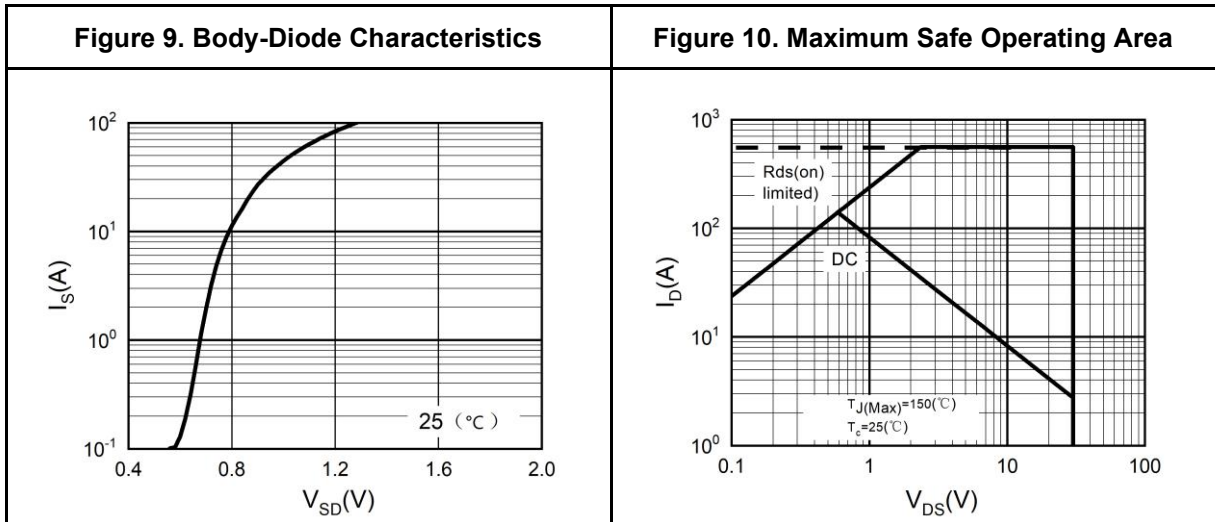 Figure 9. Body-Diode Characteristics
Figure 10. Maximum Safe Operating Area
10²
10¹
10⁰
10⁻¹
I_S(A)
25 （℃）
0.4 0.8 1.2 1.6 2.0
V_SD(V)
10³
10²
10¹
10⁰
I_D(A)
Rds(on)
limited)
DC
T_J(Max)=150(℃)
T_c=25(℃)
0.1 1 10 100
V_DS(V)